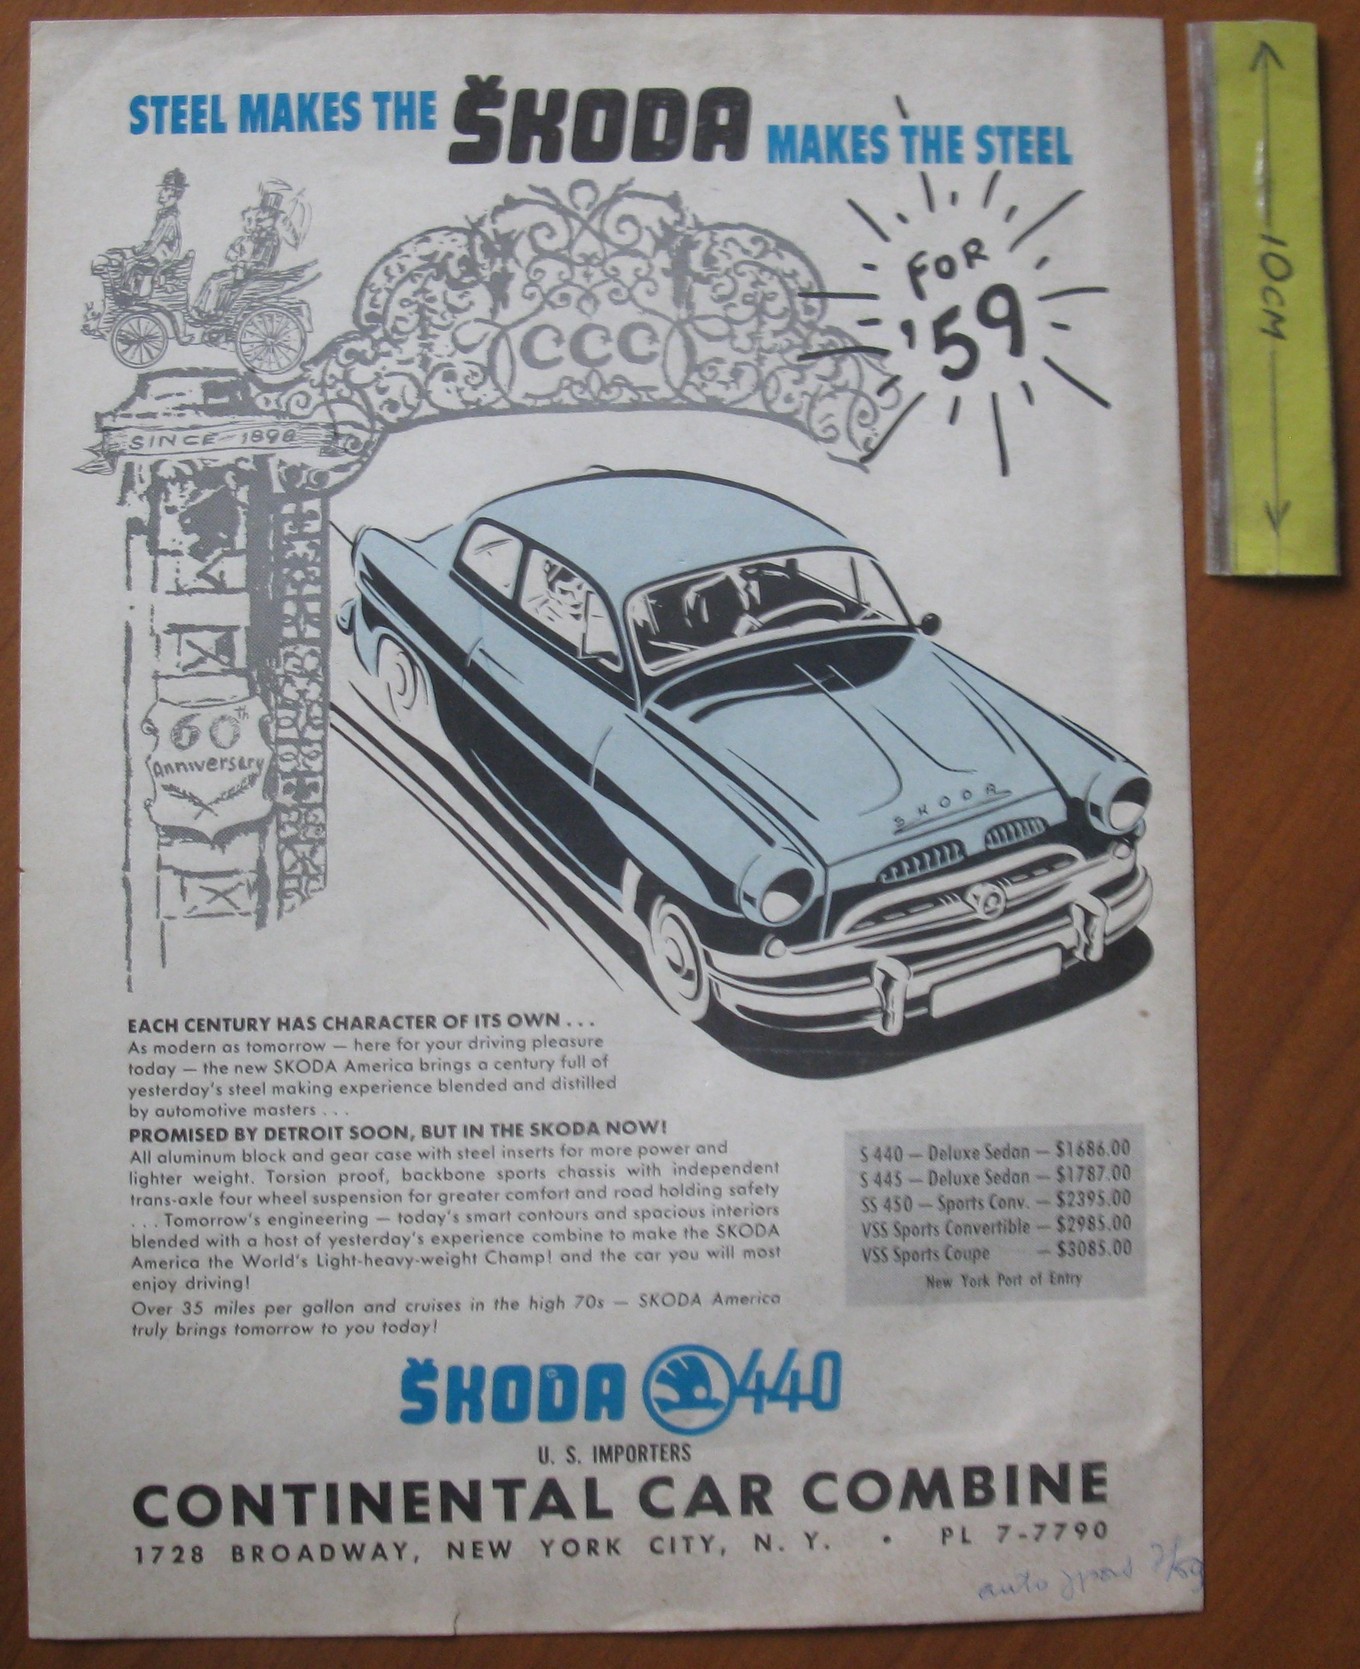 STEEL MAKES THE ŠKODA MAKES THE STEEL
FOR
'59
CCC
SINCE-1898
60th
Anniversary
SKODA
EACH CENTURY HAS CHARACTER OF ITS OWN . . .
As modern as tomorrow — here for your driving pleasure
today — the new SKODA America brings a century full of
yesterday's steel making experience blended and distilled
by automotive masters . . .
PROMISED BY DETROIT SOON, BUT IN THE SKODA NOW!
All aluminum block and gear case with steel inserts for more power and
lighter weight. Torsion proof, backbone sports chassis with independent
trans-axle four wheel suspension for greater comfort and road holding safety
. . . Tomorrow's engineering — today's smart contours and spacious interiors
blended with a host of yesterday's experience combine to make the SKODA
America the World's Light-heavy-weight Champ! and the car you will most
enjoy driving!
Over 35 miles per gallon and cruises in the high 70s — SKODA America
truly brings tomorrow to you today!
S 440 — Deluxe Sedan — $1686.00
S 445 — Deluxe Sedan — $1787.00
SS 450 — Sports Conv. — $2395.00
VSS Sports Convertible — $2985.00
VSS Sports Coupe — $3085.00
New York Port of Entry
ŠKODA 440
U. S. IMPORTERS
CONTINENTAL CAR COMBINE
1728 BROADWAY, NEW YORK CITY, N. Y. • PL 7-7790
auto
10CM